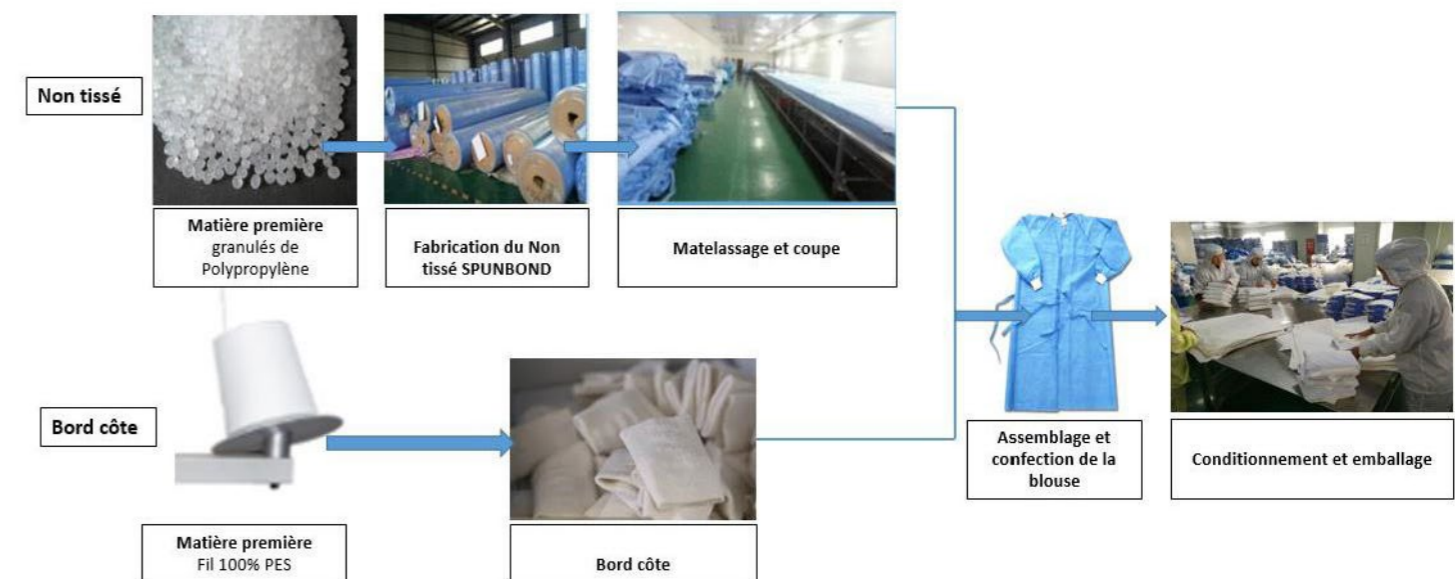 Non tissé
Matière première
granulés de
Polypropylène
Fabrication du Non
tissé SPUNBOND
Matelassage et coupe
Bord côte
Matière première
Fil 100% PES
Bord côte
Assemblage et
confection de la
blouse
Conditionnement et emballage